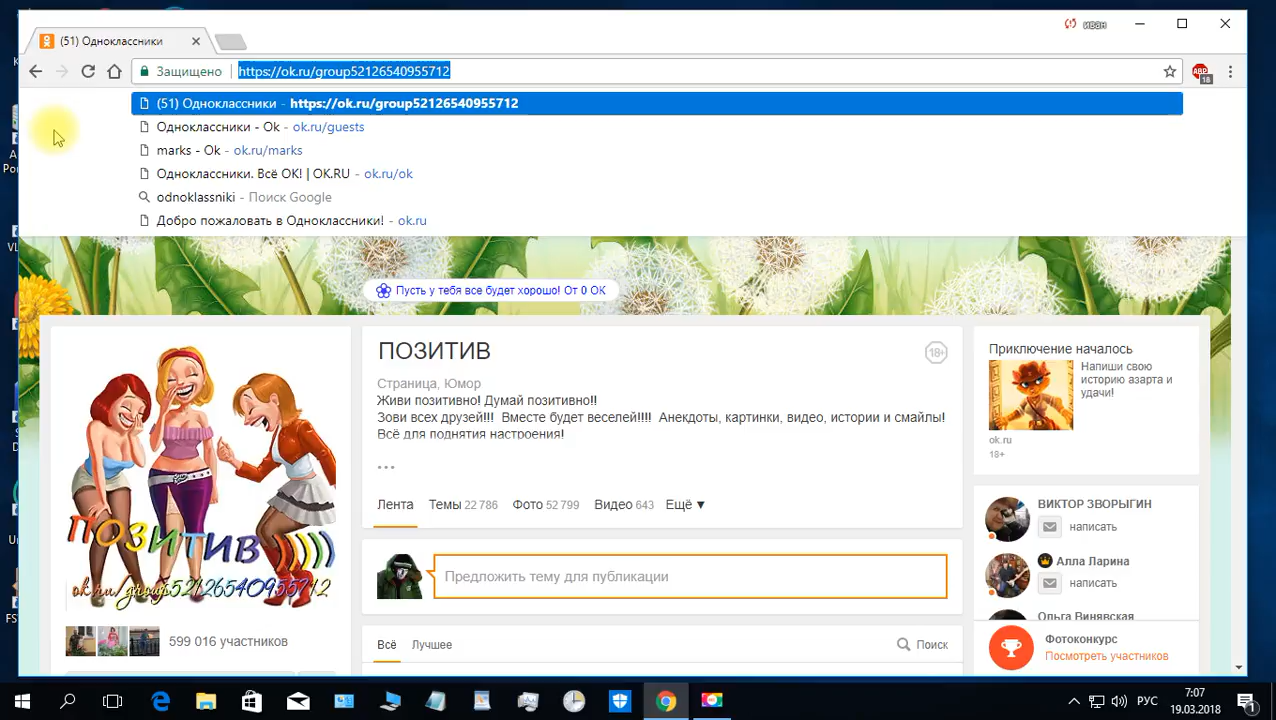 (51) Одноклассники
иван
Защищено
https://ok.ru/group52126540955712
ABP
18
(51) Одноклассники - https://ok.ru/group52126540955712
Одноклассники - Ok - ok.ru/guests
marks - Ok - ok.ru/marks
Одноклассники. Всё ОК! | OK.RU - ok.ru/ok
odnoklassniki - Поиск Google
Добро пожаловать в Одноклассники! - ok.ru
Пусть у тебя все будет хорошо! От 0 ОК
ПОЗИТИВ
18+
Страница, Юмор
Живи позитивно! Думай позитивно!!
Зови всех друзей!!! Вместе будет веселей!!!! Анекдоты, картинки, видео, истории и смайлы!
Всё для поднятия настроения!
Лента Темы 22 786 Фото 52 799 Видео 643 Ещё ▼
Предложить тему для публикации
Всё Лучшее Поиск
ПОЗИТИВ))))
ok.ru/group52126540955712
599 016 участников
Приключение началось
Напиши свою
историю азарта и
удачи!
ok.ru
18+
ВИКТОР ЗВОРЫГИН
написать
Алла Ларина
написать
Ольга Винявская
Фотоконкурс
Посмотреть участников
РУС
7:07
19.03.2018
1